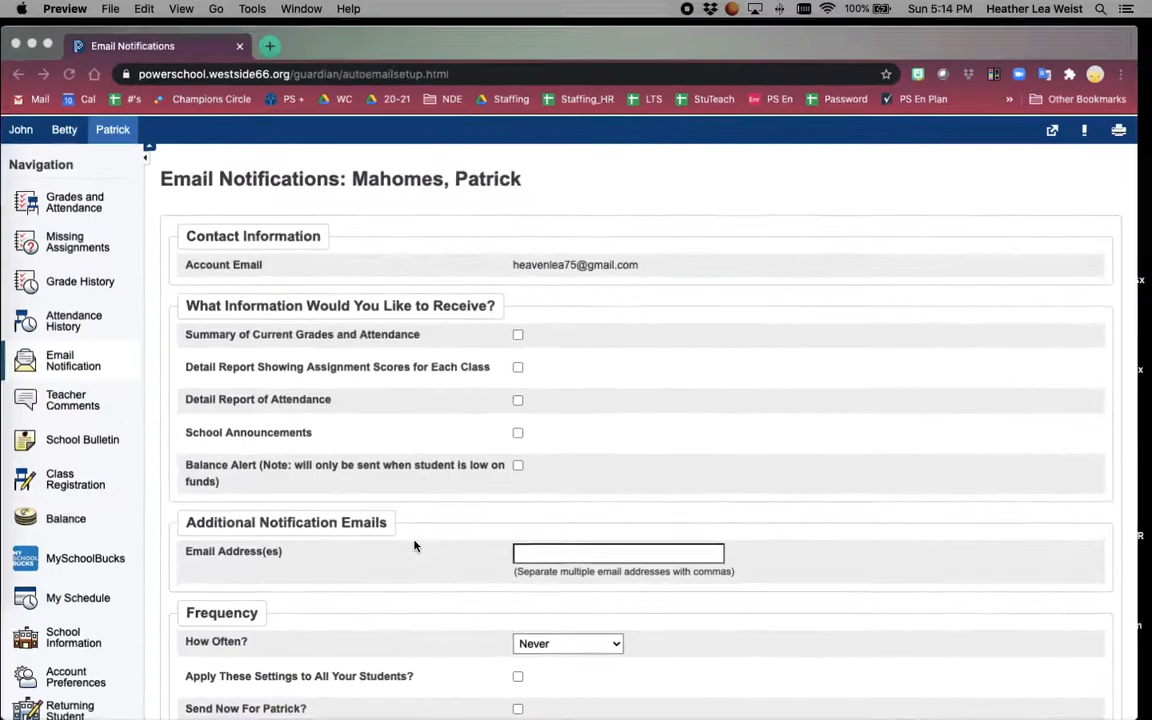 Preview File Edit View Go Tools Window Help 100% Sun 5:14 PM Heather Lea Weist
Email Notifications
powerschool.westside66.org/guardian/autoemailsetup.html
Mail Cal #'s Champions Circle PS + WC 20-21 NDE Staffing Staffing_HR LTS StuTeach PS En Password PS En Plan » Other Bookmarks
John Betty Patrick
Navigation
Grades and
Attendance
Missing
Assignments
Grade History
Attendance
History
Email
Notification
Teacher
Comments
School Bulletin
Class
Registration
Balance
MySchoolBucks
My Schedule
School
Information
Account
Preferences
Returning
Student
Email Notifications: Mahomes, Patrick
Contact Information
Account Email heavenlea75@gmail.com
What Information Would You Like to Receive?
Summary of Current Grades and Attendance
Detail Report Showing Assignment Scores for Each Class
Detail Report of Attendance
School Announcements
Balance Alert (Note: will only be sent when student is low on
funds)
Additional Notification Emails
Email Address(es)
(Separate multiple email addresses with commas)
Frequency
How Often? Never
Apply These Settings to All Your Students?
Send Now For Patrick?